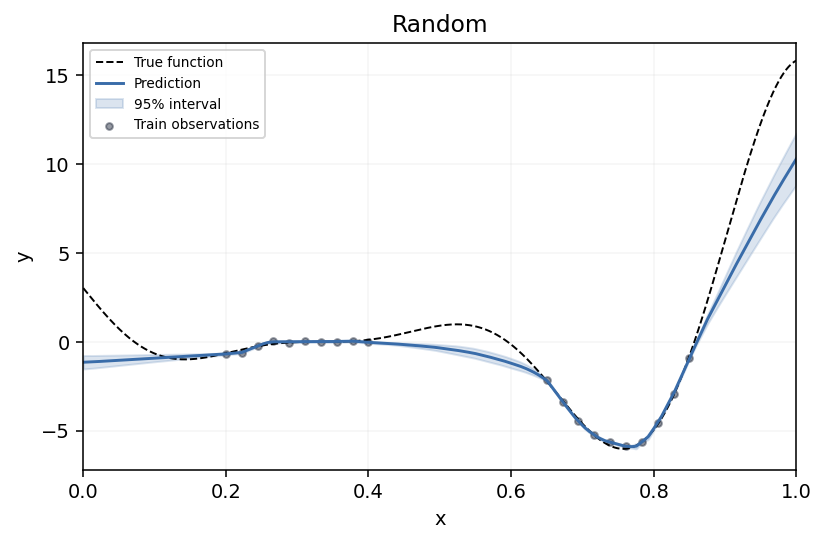 Random
True function
Prediction
95% interval
Train observations
15
10
5
0
−5
y
0.0 0.2 0.4 0.6 0.8 1.0
x